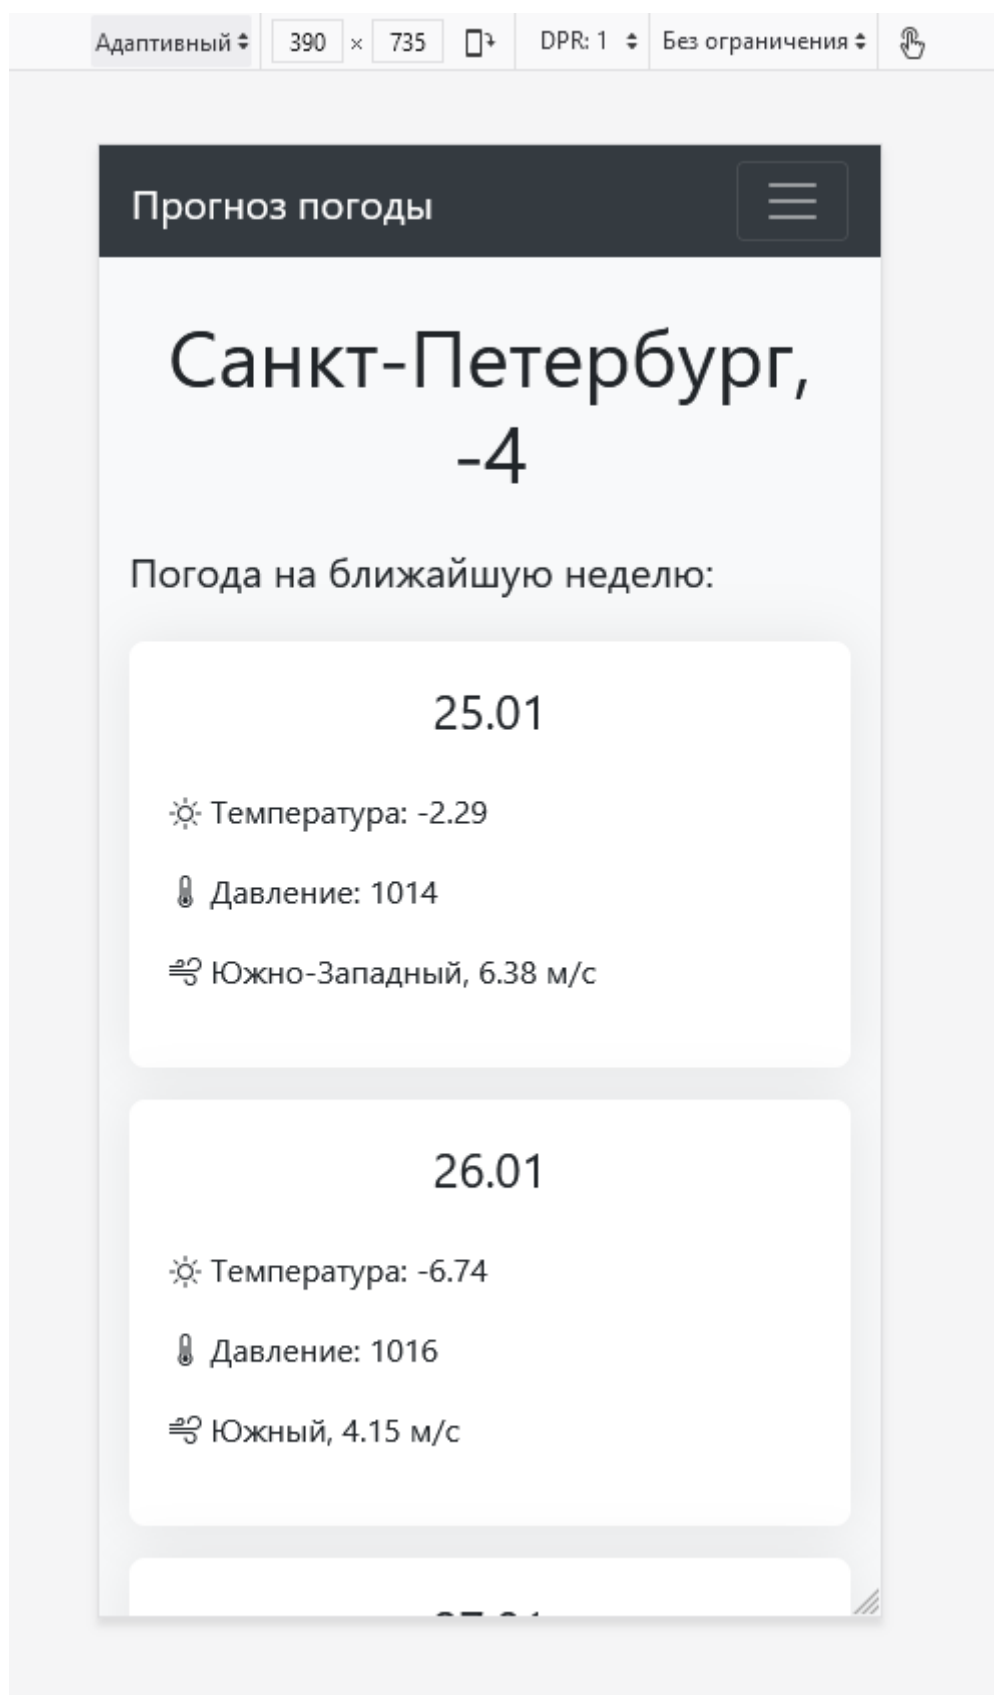 Адаптивный 390 × 735 DPR: 1 Без ограничения
Прогноз погоды
Санкт-Петербург,
-4
Погода на ближайшую неделю:
25.01
Температура: -2.29
Давление: 1014
Южно-Западный, 6.38 м/с
26.01
Температура: -6.74
Давление: 1016
Южный, 4.15 м/с